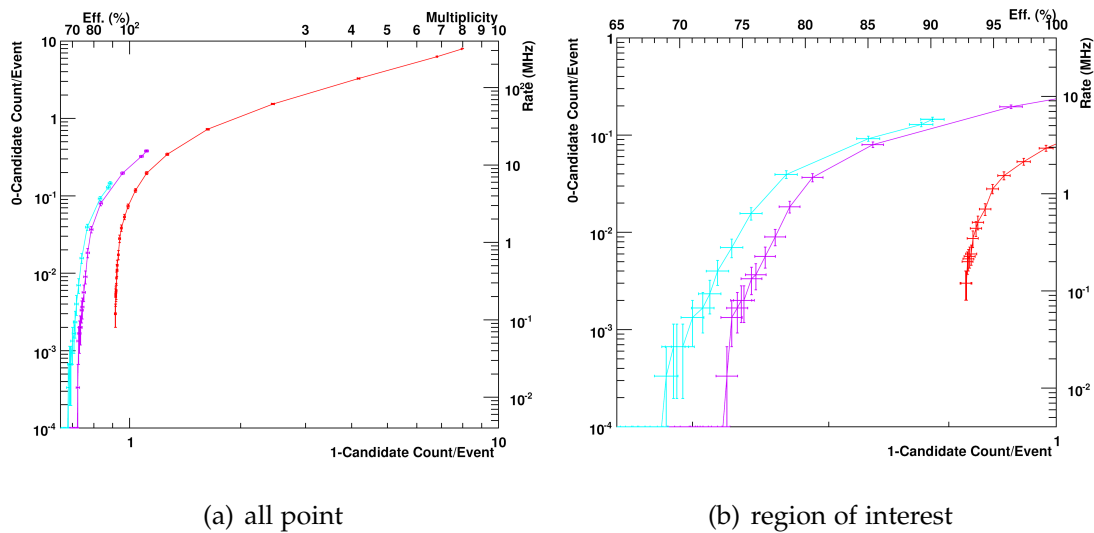 Eff. (%) Multiplicity
70 80 10² 3 4 5 6 7 8 9 10
10
1
10⁻¹
10⁻²
10⁻³
10⁻⁴
0-Candidate Count/Event
10²
10
1
10⁻¹
10⁻²
Rate (MHz)
1 10
1-Candidate Count/Event
(a) all point
Eff. (%)
65 70 75 80 85 90 95 100
1
10⁻¹
10⁻²
10⁻³
10⁻⁴
0-Candidate Count/Event
10
1
10⁻¹
10⁻²
Rate (MHz)
1
1-Candidate Count/Event
(b) region of interest